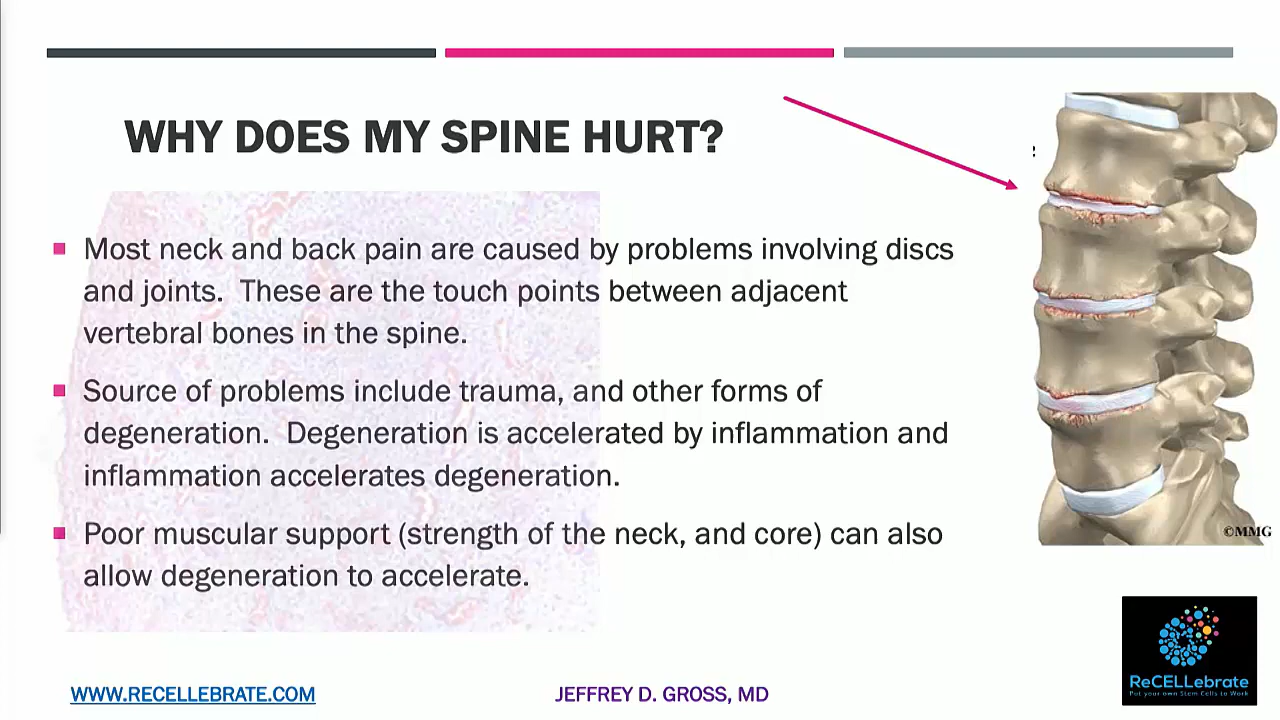 WHY DOES MY SPINE HURT?
:
Most neck and back pain are caused by problems involving discs
and joints.  These are the touch points between adjacent
vertebral bones in the spine.
Source of problems include trauma, and other forms of
degeneration.  Degeneration is accelerated by inflammation and
inflammation accelerates degeneration.
Poor muscular support (strength of the neck, and core) can also
allow degeneration to accelerate.
©MMG
ReCELLebrate
Put your own Stem Cells to Work
WWW.RECELLEBRATE.COM
JEFFREY D. GROSS, MD